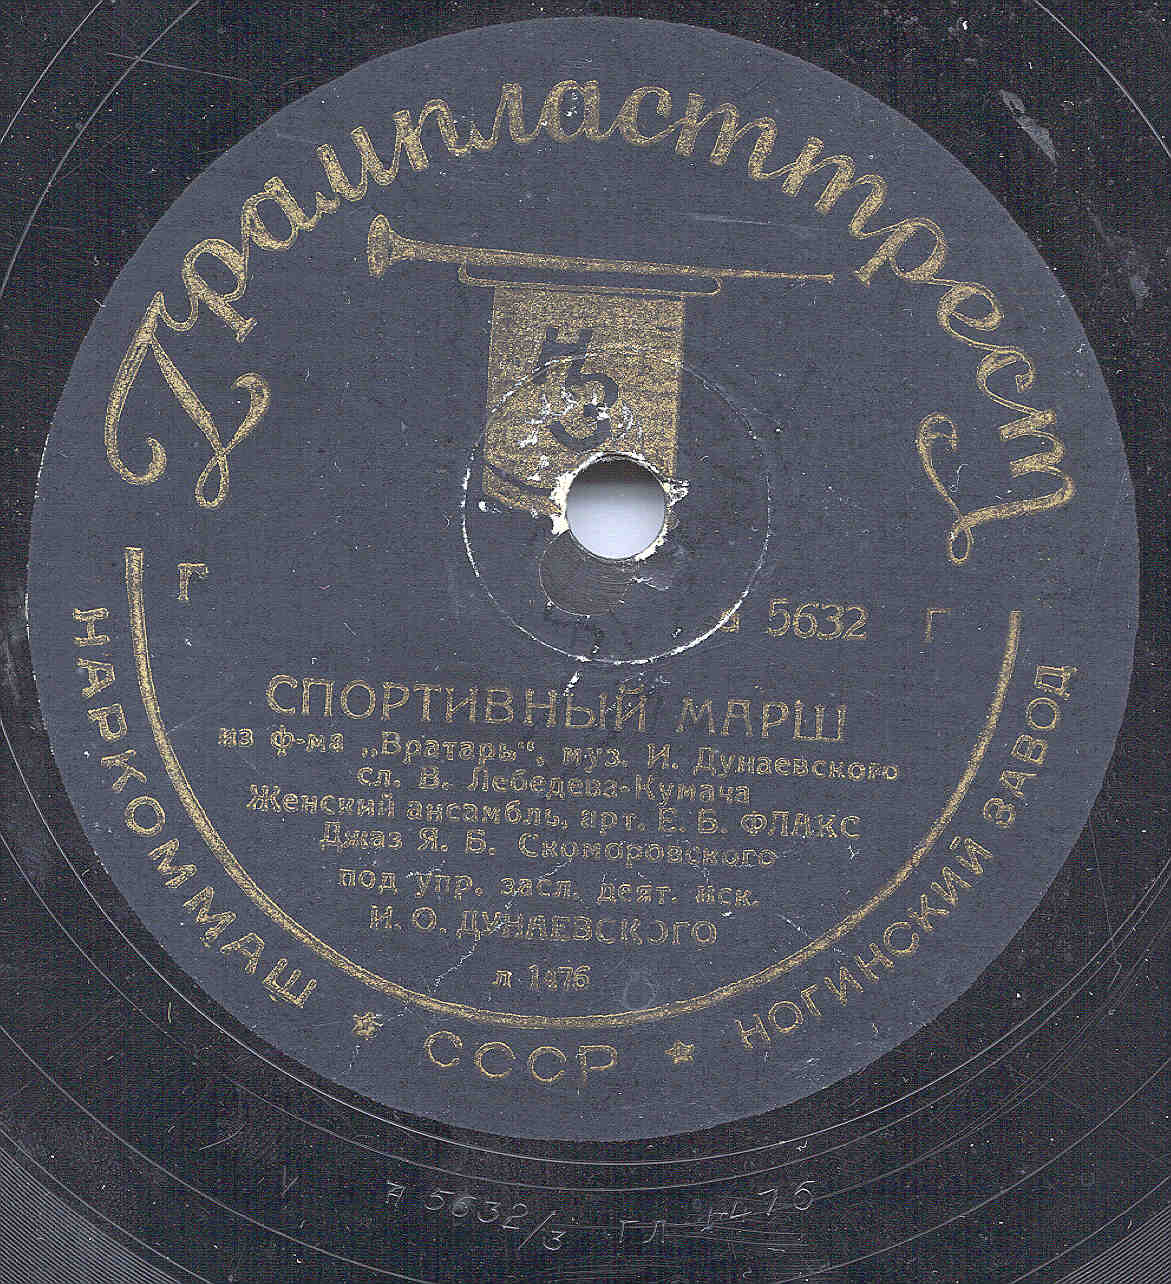 Грампласттрест
г
5632 Г
СПОРТИВНЫЙ МАРШ
из ф-ма „Вратарь“, муз. И. Дунаевского
сл. В. Лебедева-Кумача
Женский ансамбль, арт. Е. Б. ФЛАКС
Джаз Я. Б. Скоморовского
под упр. засл. деят. иск.
И. О. ДУНАЕВСКОГО
л 1476
НАРКОММАШ ★ СССР ★ НОГИНСКИЙ ЗАВОД
5632/3 ГЛ 1476